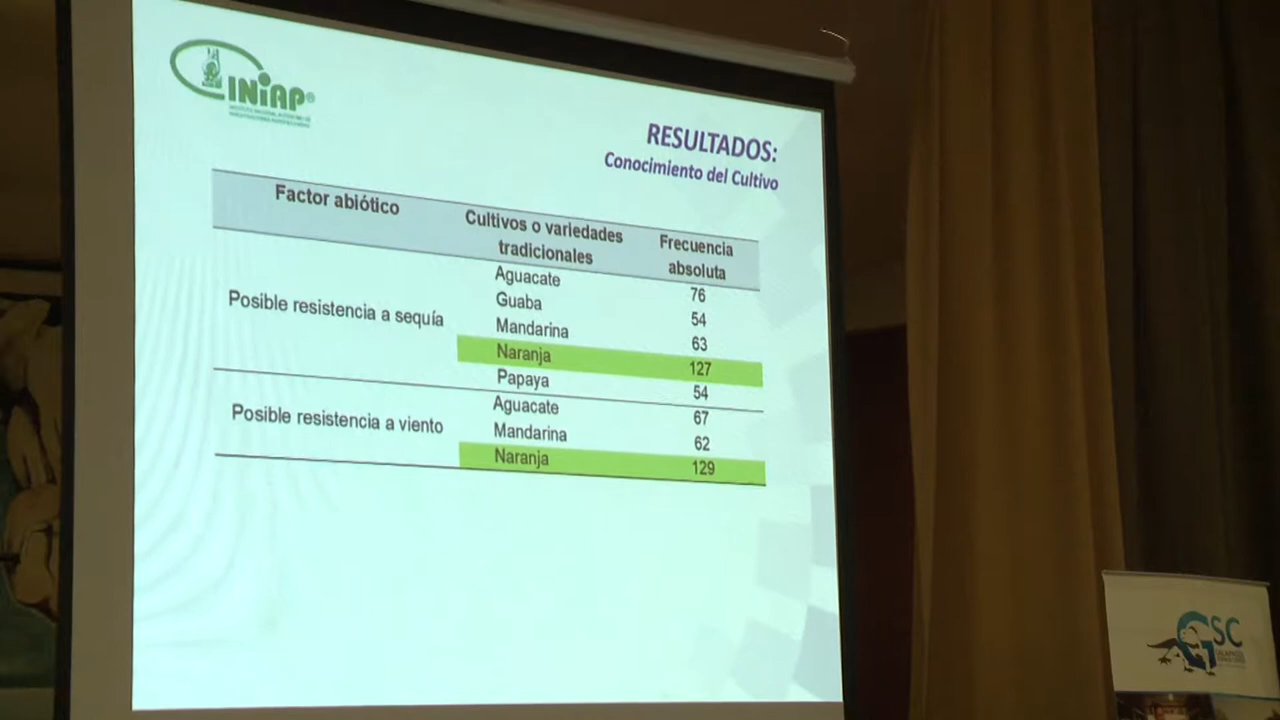 INIAP®
RESULTADOS:
Conocimiento del Cultivo
Factor abiótico
Cultivos o variedades tradicionales
Frecuencia absoluta
Posible resistencia a sequía
Aguacate 76
Guaba 54
Mandarina 63
Naranja 127
Papaya 54
Posible resistencia a viento
Aguacate 67
Mandarina 62
Naranja 129
GSC